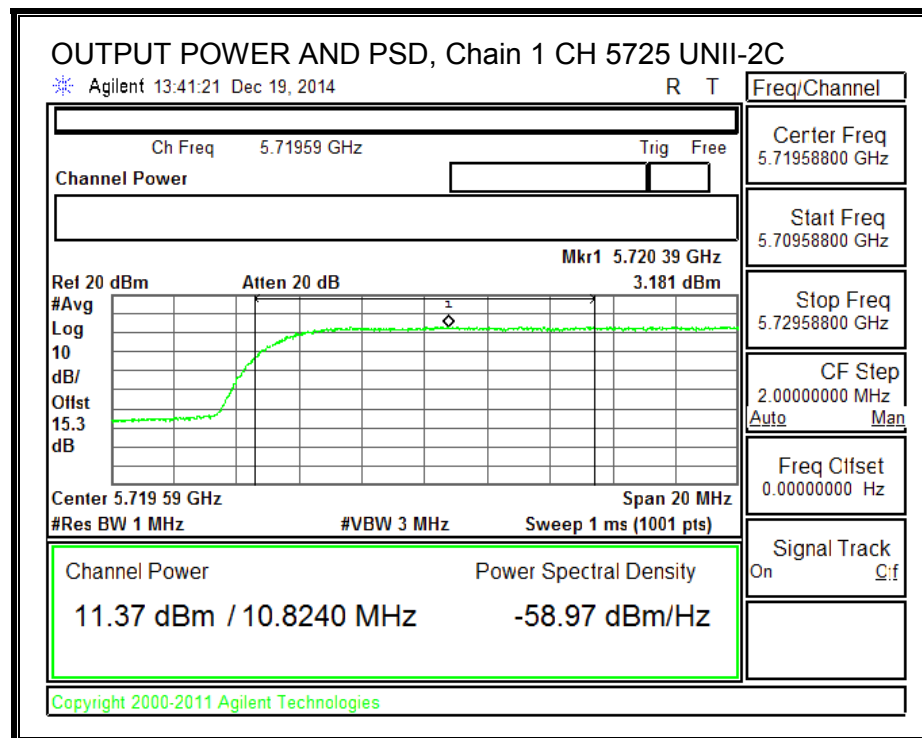 OUTPUT POWER AND PSD, Chain 1 CH 5725 UNII-2C
Agilent 13:41:21 Dec 19, 2014 R T
Ch Freq 5.71959 GHz Trig Free
Channel Power
Mkr1 5.720 39 GHz
Ref 20 dBm Atten 20 dB 3.181 dBm
#Avg
Log
10
dB/
Offst
15.3
dB
1
Center 5.719 59 GHz Span 20 MHz
#Res BW 1 MHz #VBW 3 MHz Sweep 1 ms (1001 pts)
Channel Power Power Spectral Density
11.37 dBm / 10.8240 MHz -58.97 dBm/Hz
Copyright 2000-2011 Agilent Technologies
Freq/Channel
Center Freq
5.71958800 GHz
Start Freq
5.70958800 GHz
Stop Freq
5.72958800 GHz
CF Step
2.00000000 MHz
Auto Man
Freq Offset
0.00000000 Hz
Signal Track
On Off